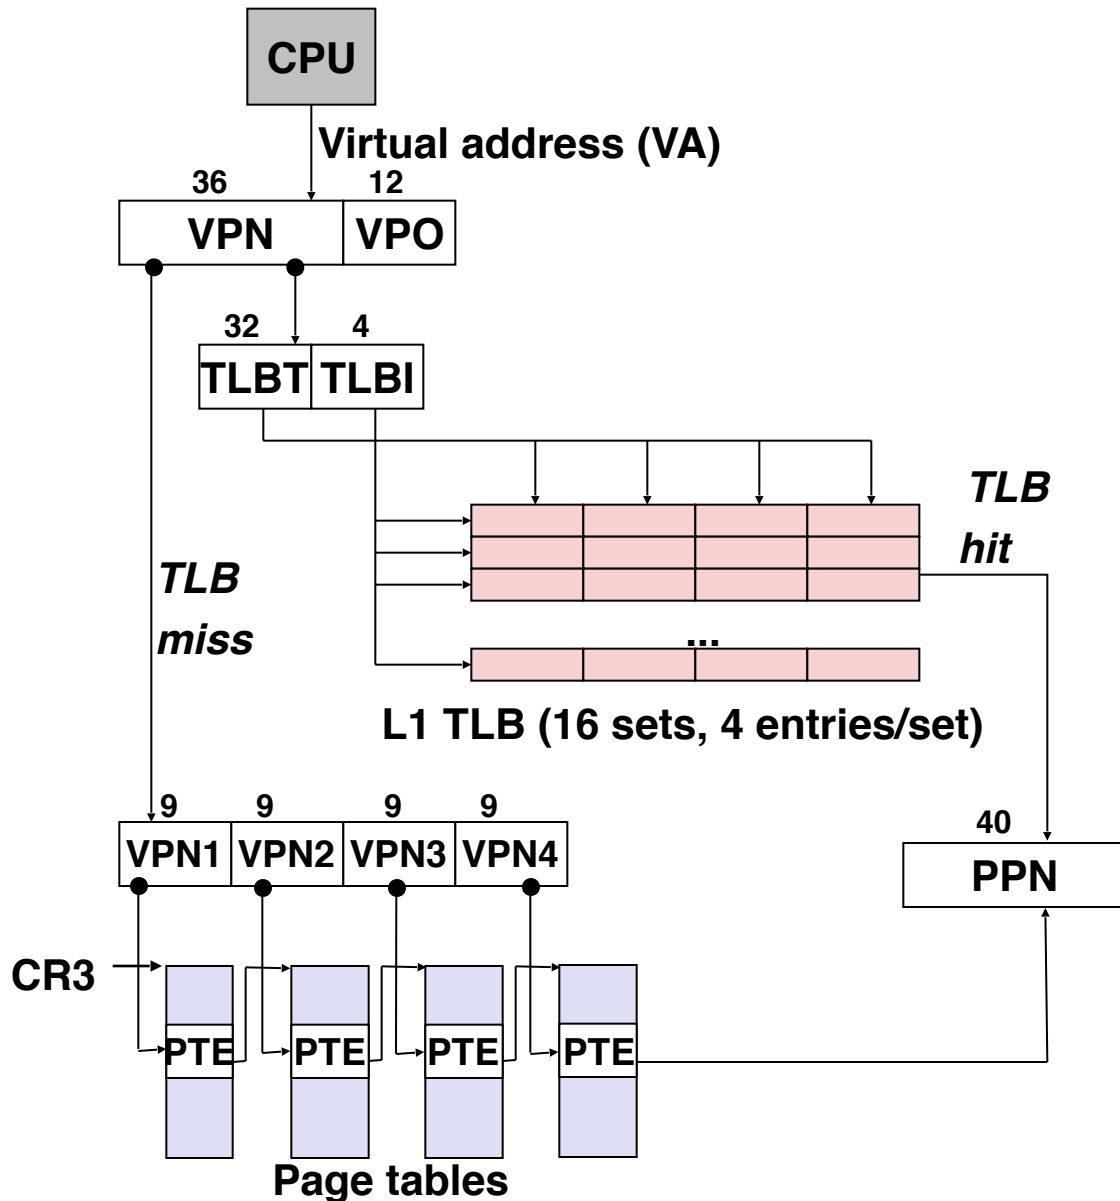 CPU
Virtual address (VA)
36 12
VPN VPO
32 4
TLBT TLBI
TLB
hit
TLB
miss
...
L1 TLB (16 sets, 4 entries/set)
9 9 9 9
VPN1 VPN2 VPN3 VPN4
40
PPN
CR3
PTE PTE PTE PTE
Page tables